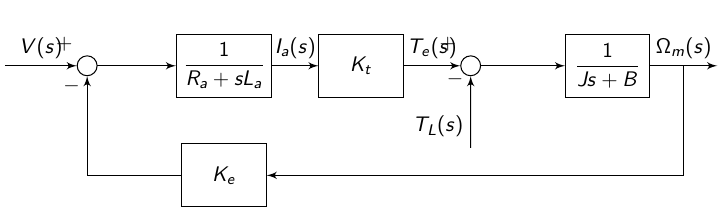 V(s) +
−
1
R_a + sL_a
I_a(s)
K_t
T_e(s) +
−
T_L(s)
1
Js + B
Ω_m(s)
K_e